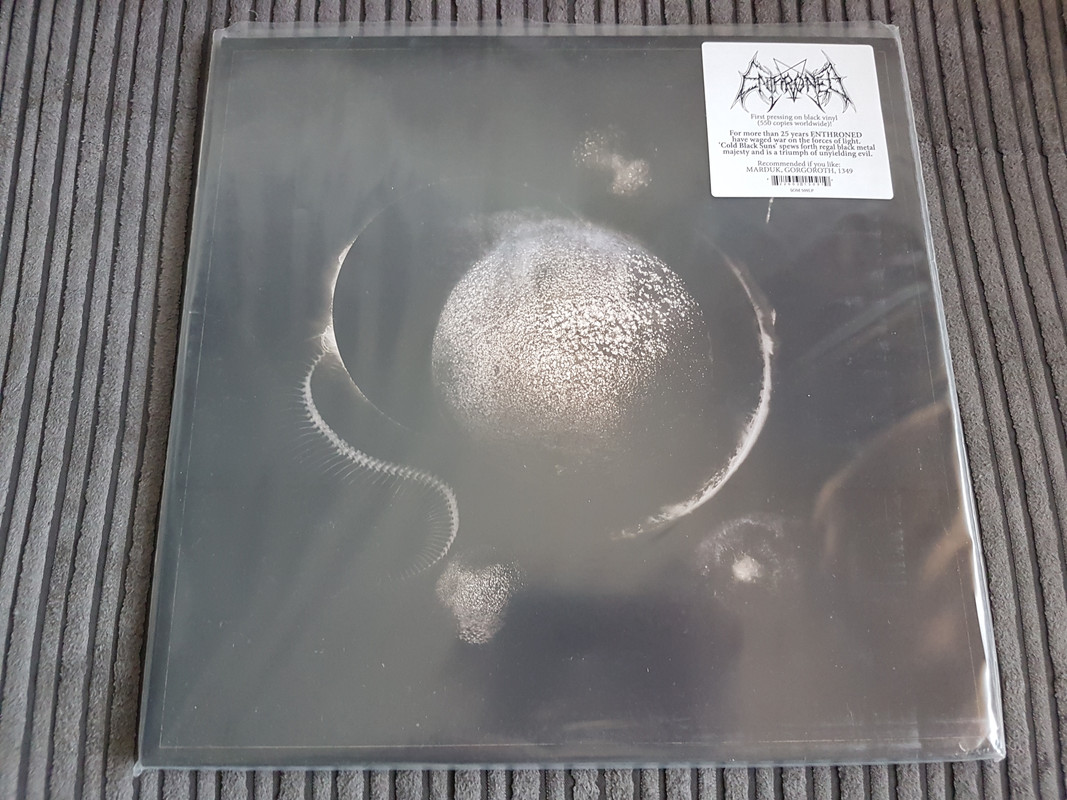 ENTHRONED
First pressing on black vinyl
(550 copies worldwide)!
For more than 25 years ENTHRONED
have waged war on the forces of light.
'Cold Black Suns' spews forth regal black metal
majesty and is a triumph of unyielding evil.
Recommended if you like:
MARDUK, GORGOROTH, 1349